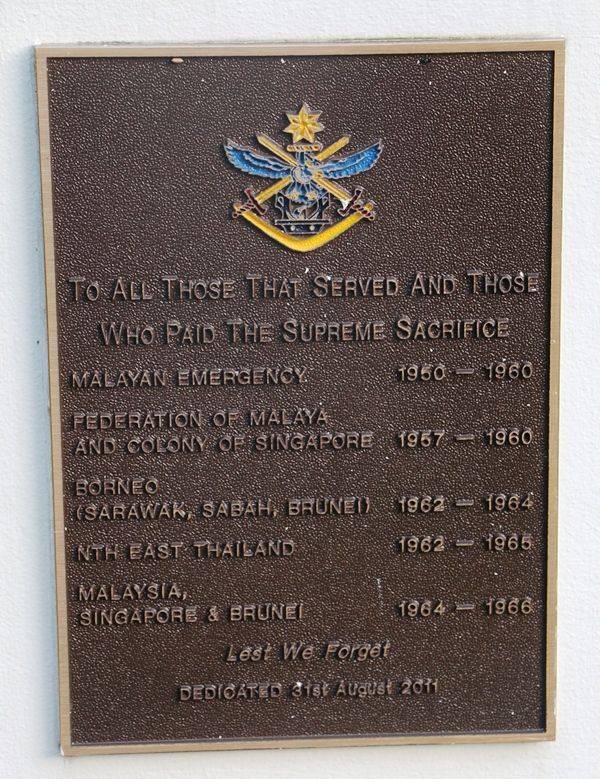 TO ALL THOSE THAT SERVED AND THOSE
WHO PAID THE SUPREME SACRIFICE
MALAYAN EMERGENCY 1950 — 1960
FEDERATION OF MALAYA
AND COLONY OF SINGAPORE 1957 — 1960
BORNEO
(SARAWAK, SABAH, BRUNEI) 1962 — 1964
NTH EAST THAILAND 1962 — 1965
MALAYSIA,
SINGAPORE & BRUNEI 1964 — 1966
Lest We Forget
DEDICATED 31st August 2011